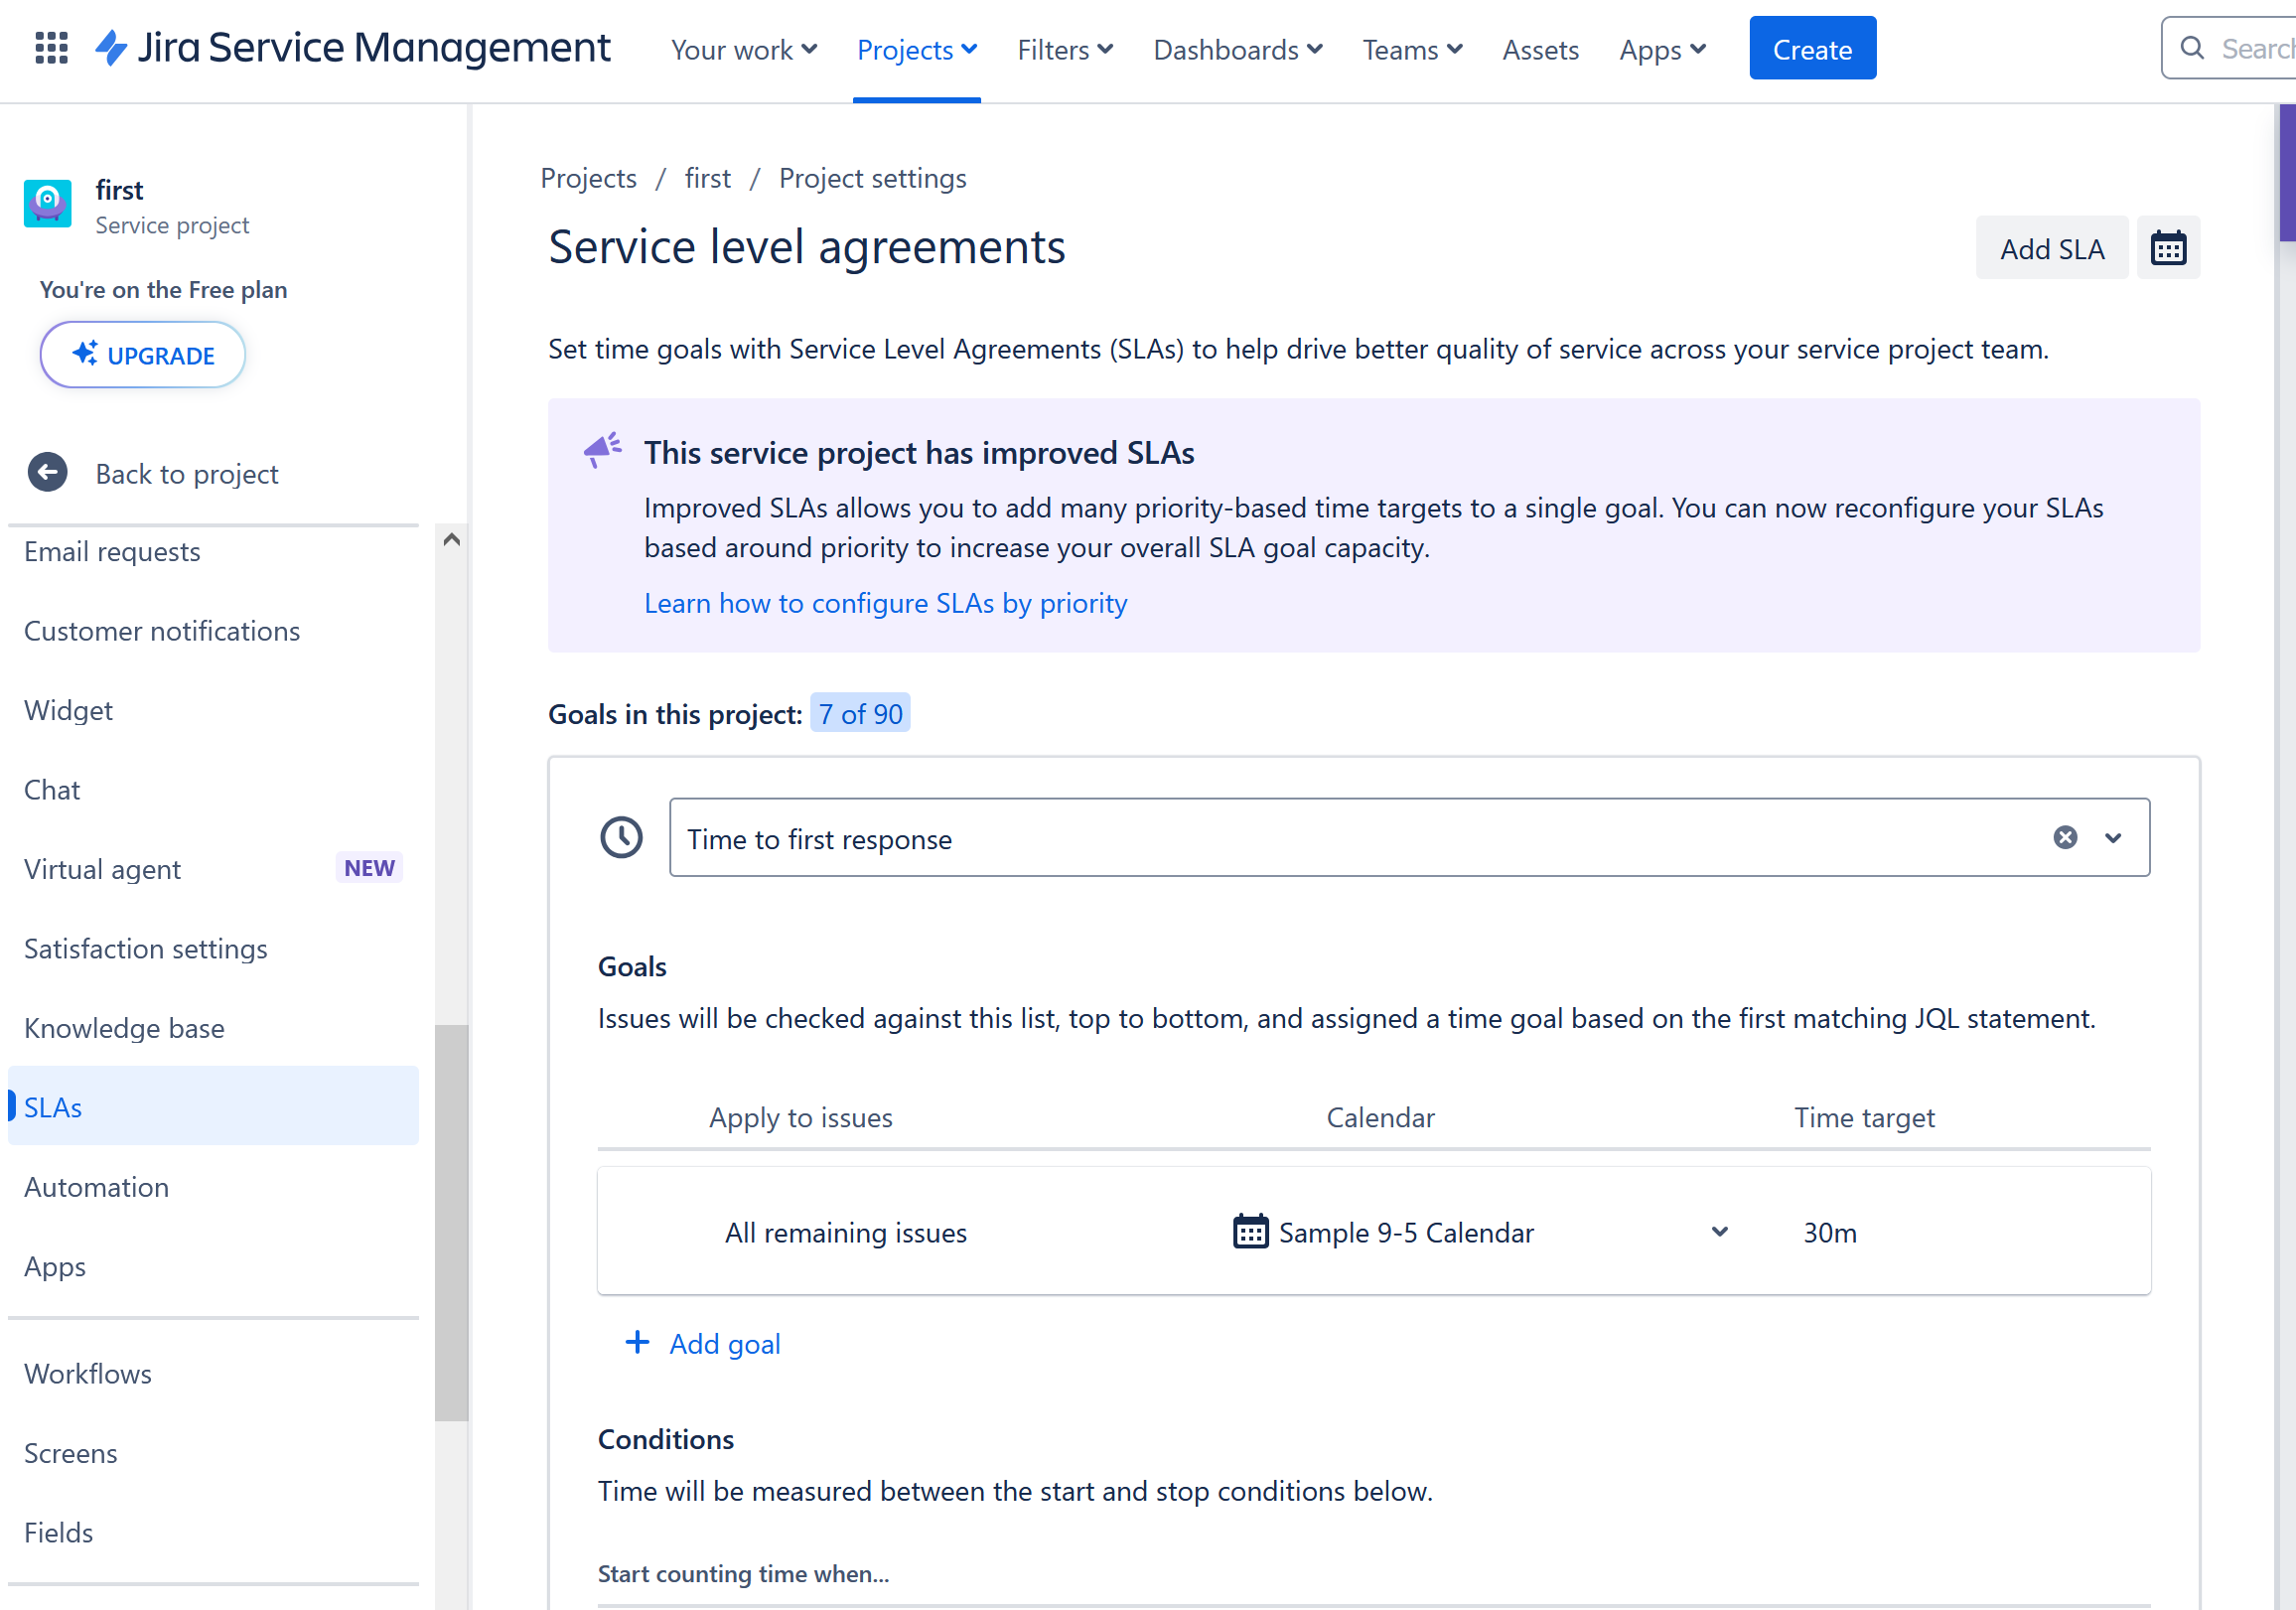 Jira Service Management
Your work
Projects
Filters
Dashboards
Teams
Assets
Apps
Create
Search
first
Service project
You're on the Free plan
UPGRADE
Back to project
Email requests
Customer notifications
Widget
Chat
Virtual agent NEW
Satisfaction settings
Knowledge base
SLAs
Automation
Apps
Workflows
Screens
Fields
Projects / first / Project settings
Service level agreements
Add SLA
Set time goals with Service Level Agreements (SLAs) to help drive better quality of service across your service project team.
This service project has improved SLAs
Improved SLAs allows you to add many priority-based time targets to a single goal. You can now reconfigure your SLAs
based around priority to increase your overall SLA goal capacity.
Learn how to configure SLAs by priority
Goals in this project: 7 of 90
Time to first response
Goals
Issues will be checked against this list, top to bottom, and assigned a time goal based on the first matching JQL statement.
Apply to issues Calendar Time target
All remaining issues Sample 9-5 Calendar 30m
Add goal
Conditions
Time will be measured between the start and stop conditions below.
Start counting time when...